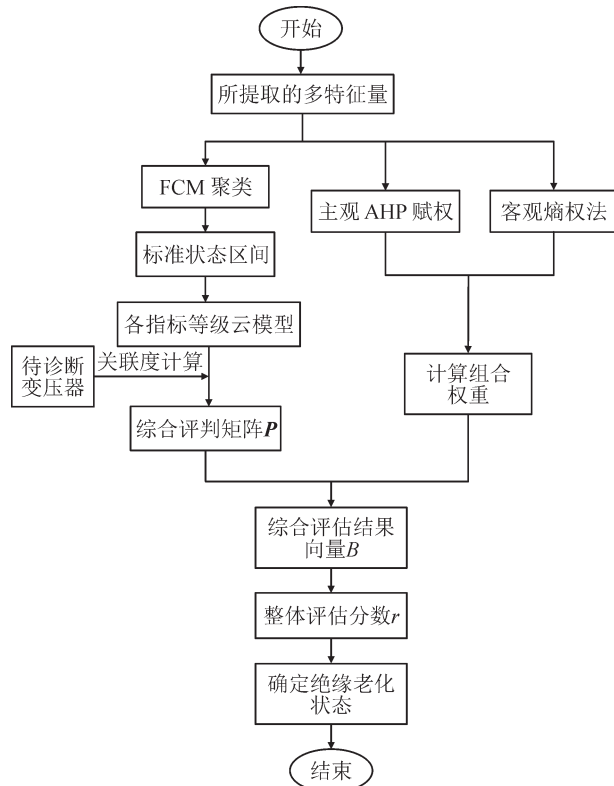 开始
所提取的多特征量
FCM 聚类
主观 AHP 赋权
客观熵权法
标准状态区间
各指标等级云模型
待诊断
变压器
关联度计算
计算组合
权重
综合评判矩阵P
综合评估结果
向量B
整体评估分数r
确定绝缘老化
状态
结束